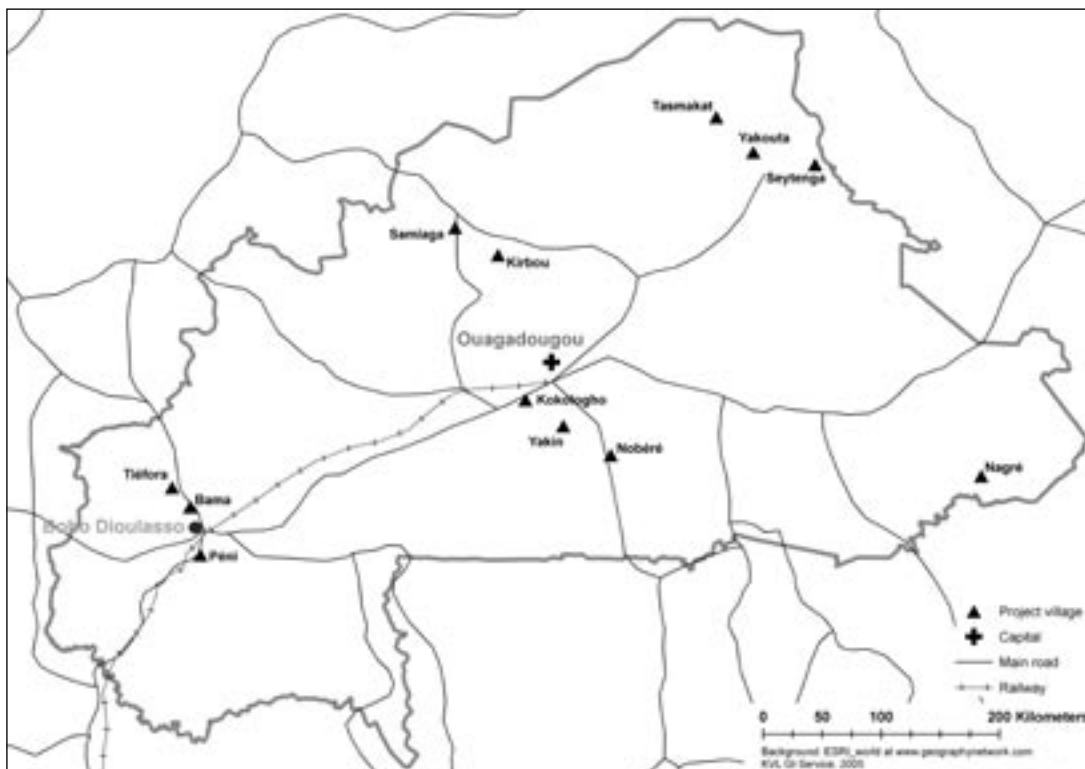 Tasmakat
Yakouta
Seytenga
Samiaga
Kirbou
Ouagadougou
Kokologho
Yakin
Nobéré
Nagré
Tiéfora
Bama
Bobo Dioulasso
Péni
Project village
Capital
Main road
Railway
0 50 100 200 Kilometers
Background: ESRI_world at www.geographynetwork.com
KVL GI Service, 2005